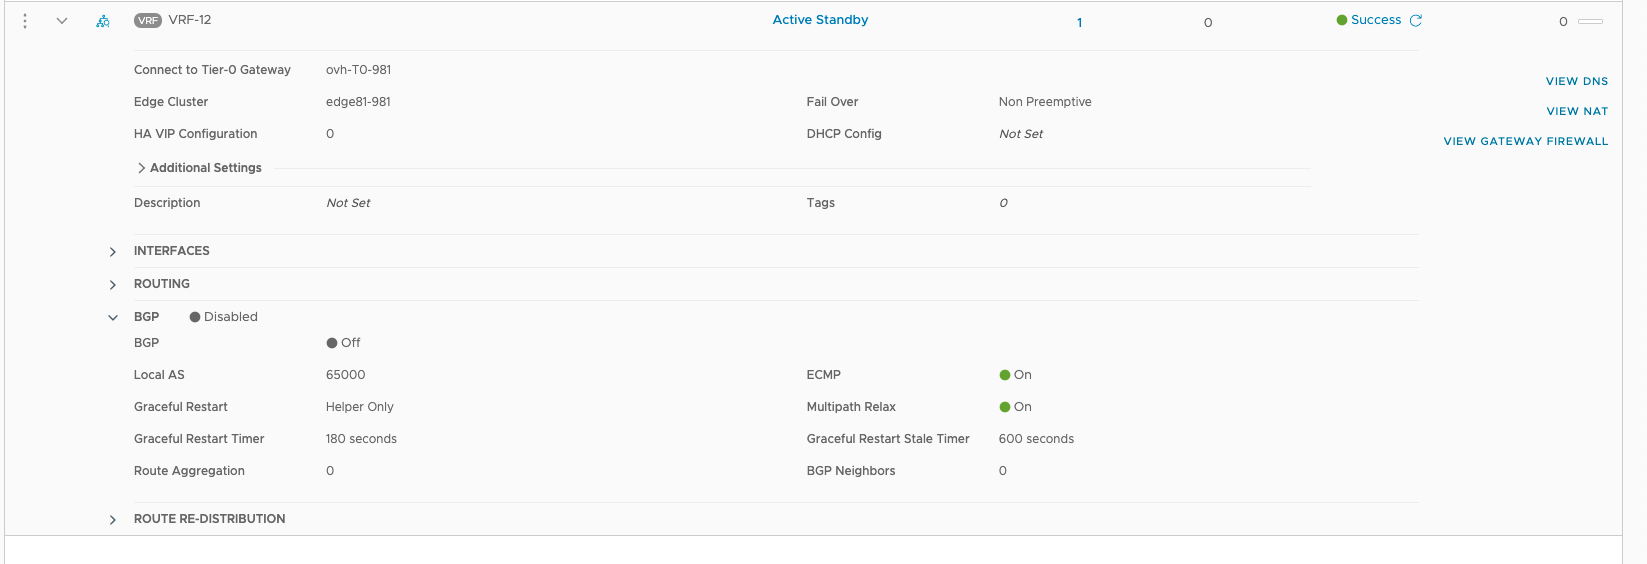 VRF VRF-12 Active Standby 1 0 Success 0
Connect to Tier-0 Gateway ovh-T0-981
VIEW DNS
Edge Cluster edge81-981 Fail Over Non Preemptive
VIEW NAT
HA VIP Configuration 0 DHCP Config Not Set
VIEW GATEWAY FIREWALL
Additional Settings
Description Not Set Tags 0
INTERFACES
ROUTING
BGP Disabled
BGP Off
Local AS 65000 ECMP On
Graceful Restart Helper Only Multipath Relax On
Graceful Restart Timer 180 seconds Graceful Restart Stale Timer 600 seconds
Route Aggregation 0 BGP Neighbors 0
ROUTE RE-DISTRIBUTION